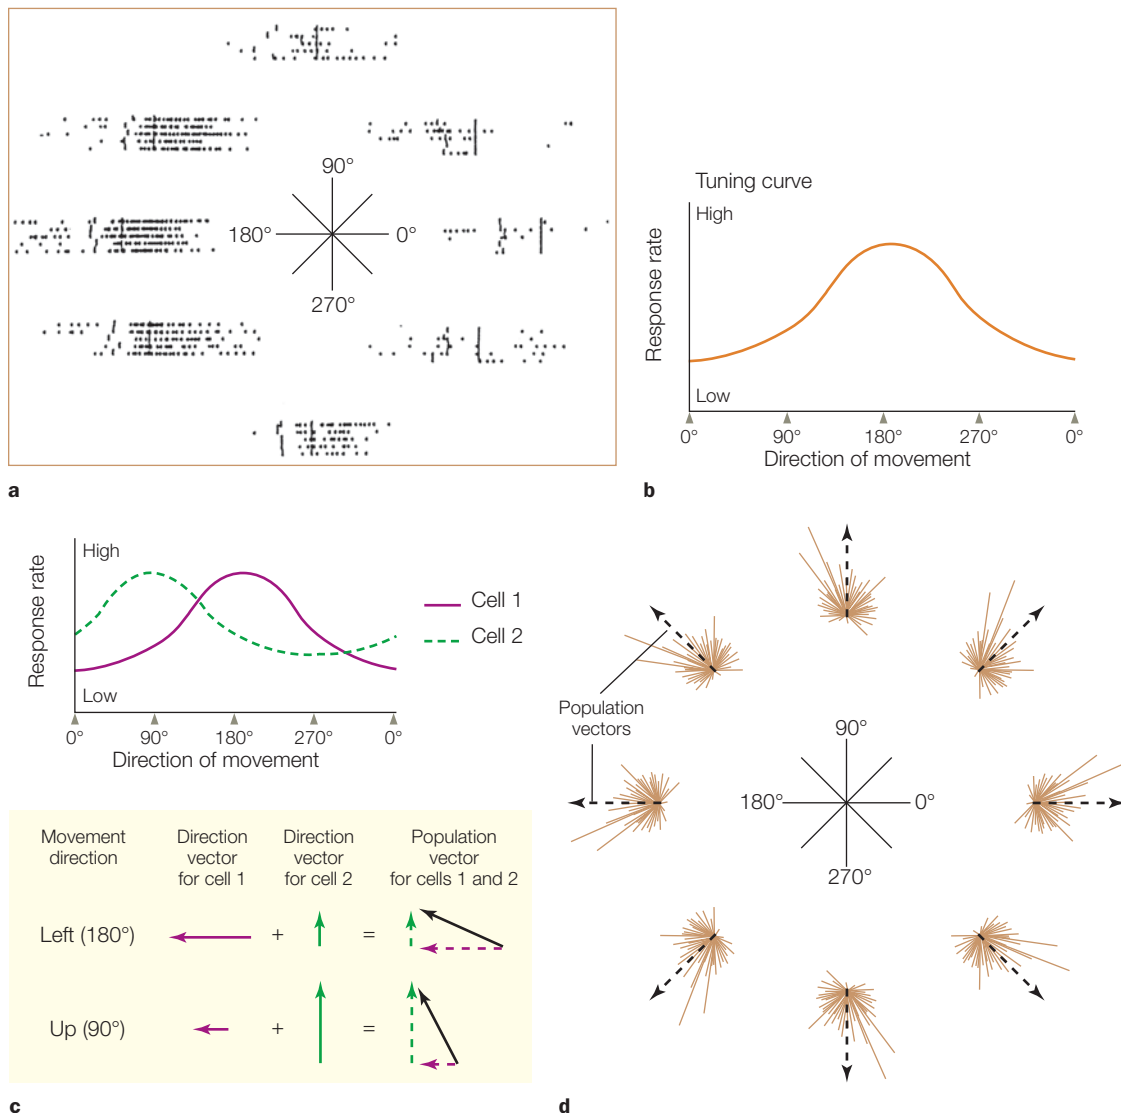 90°
180°
0°
270°
a
Tuning curve
High
Response rate
Low
0°
90°
180°
270°
0°
Direction of movement
b
High
Response rate
Low
0°
90°
180°
270°
0°
Direction of movement
Cell 1
Cell 2
Movement
direction
Direction
vector
for cell 1
Direction
vector
for cell 2
Population
vector
for cells 1 and 2
Left (180°)
+
=
Up (90°)
+
=
c
Population
vectors
90°
180°
0°
270°
d